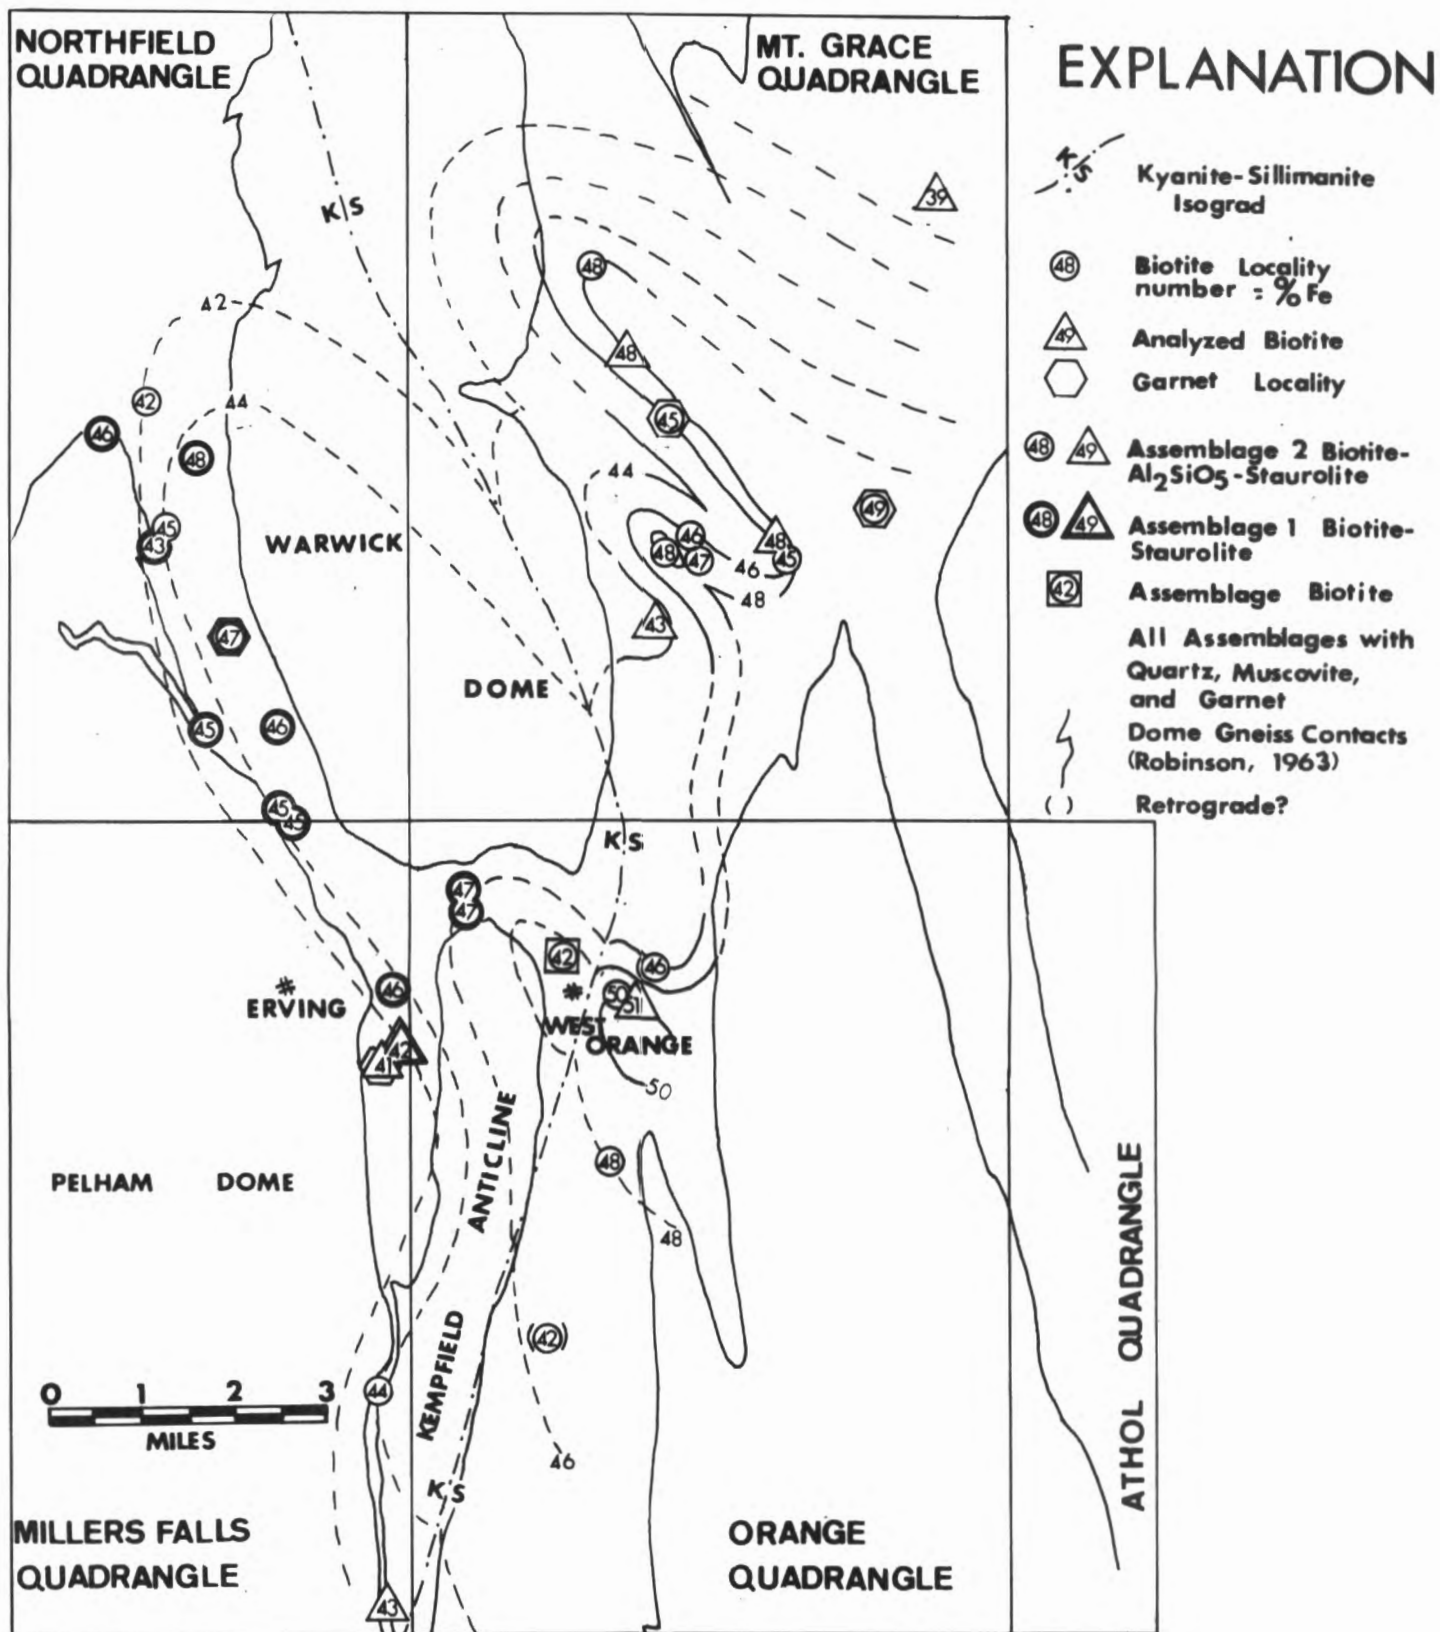 NORTHFIELD
QUADRANGLE
MT. GRACE
QUADRANGLE
EXPLANATION
K/S
Kyanite-Sillimanite
Isograd
48
Biotite Locality
number = % Fe
49
Analyzed Biotite
Garnet Locality
48 49
Assemblage 2 Biotite-
Al2SiO5-Staurolite
48 49
Assemblage 1 Biotite-
Staurolite
42
Assemblage Biotite
All Assemblages with
Quartz, Muscovite,
and Garnet
Dome Gneiss Contacts
(Robinson, 1963)
( )
Retrograde?
39
K S
48
42
48
42
44
45
46
48
44
49
45
43
WARWICK
46
48
47
48
45
46
48
47
43
DOME
45
46
45
45
K S
47
47
42
46
46
50
51
#
ERVING
*
WEST
ORANGE
42
41
50
ANTICLINE
48
PELHAM DOME
48
42
KEMPFIELD
44
0 1 2 3
MILES
46
K S
MILLERS FALLS
QUADRANGLE
ORANGE
QUADRANGLE
43
ATHOL QUADRANGLE